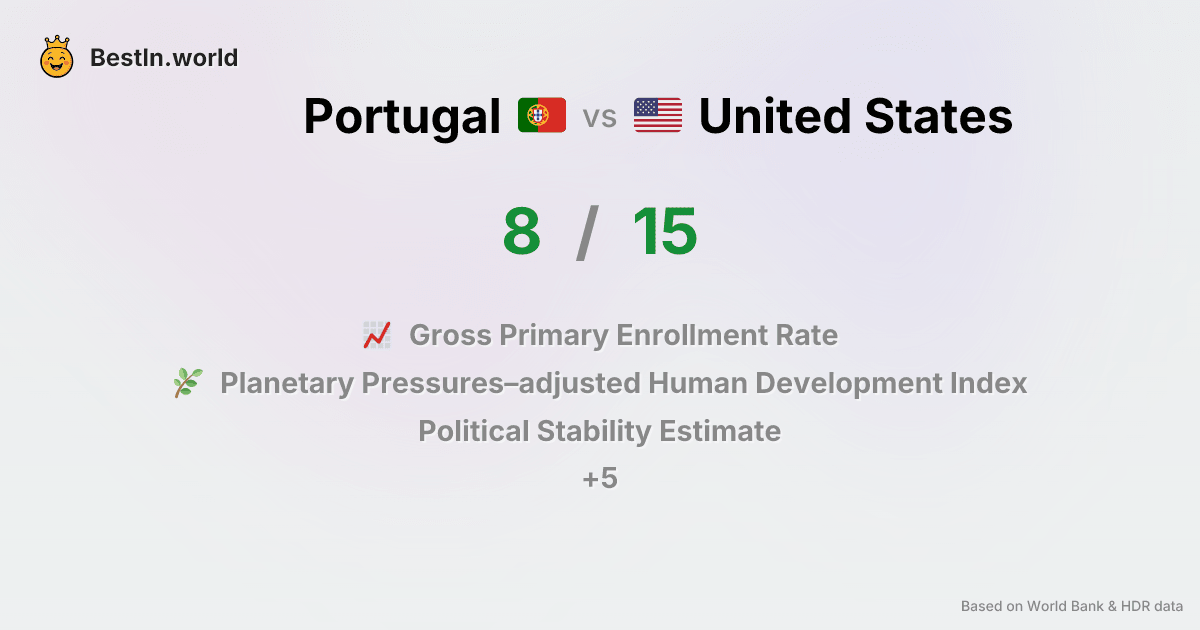 BestIn.world
Portugal vs United States
8 / 15
Gross Primary Enrollment Rate
Planetary Pressures–adjusted Human Development Index
Political Stability Estimate
+5
Based on World Bank & HDR data